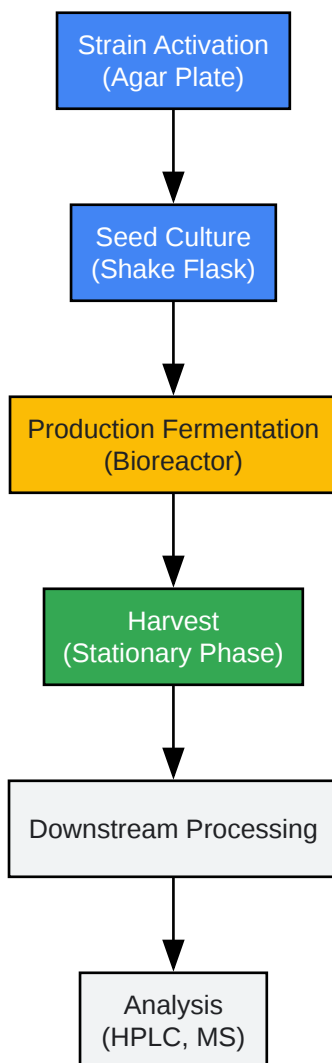 Strain Activation
(Agar Plate)
Seed Culture
(Shake Flask)
Production Fermentation
(Bioreactor)
Harvest
(Stationary Phase)
Downstream Processing
Analysis
(HPLC, MS)